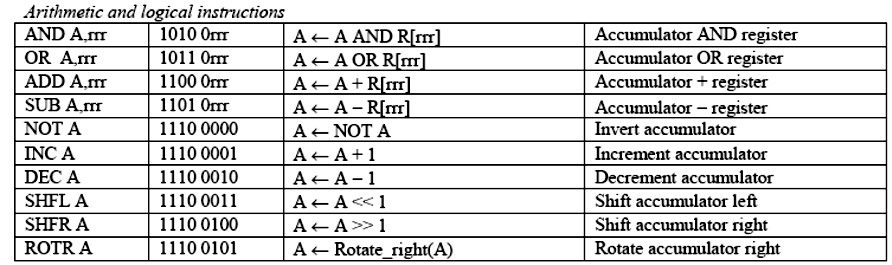 Arithmetic and logical instructions
AND A,rrr 1010 0rrr A ← A AND R[rrr] Accumulator AND register
OR A,rrr 1011 0rrr A ← A OR R[rrr] Accumulator OR register
ADD A,rrr 1100 0rrr A ← A + R[rrr] Accumulator + register
SUB A,rrr 1101 0rrr A ← A – R[rrr] Accumulator – register
NOT A 1110 0000 A ← NOT A Invert accumulator
INC A 1110 0001 A ← A + 1 Increment accumulator
DEC A 1110 0010 A ← A – 1 Decrement accumulator
SHFL A 1110 0011 A ← A << 1 Shift accumulator left
SHFR A 1110 0100 A ← A >> 1 Shift accumulator right
ROTR A 1110 0101 A ← Rotate_right(A) Rotate accumulator right